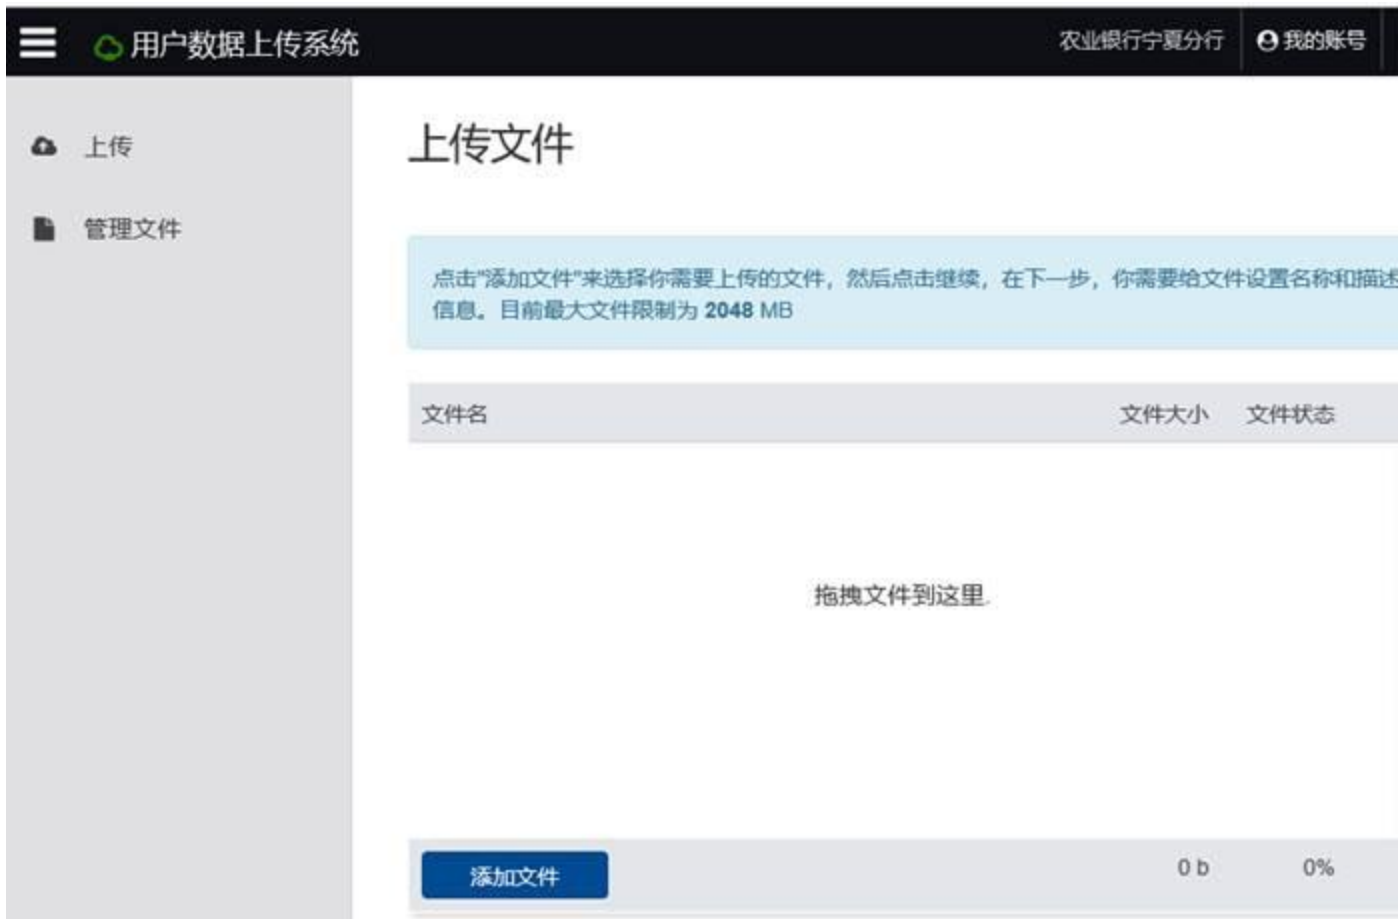 用户数据上传系统
农业银行宁夏分行
我的账号
上传
管理文件
上传文件
点击"添加文件"来选择你需要上传的文件，然后点击继续，在下一步，你需要给文件设置名称和描述
信息。目前最大文件限制为 2048 MB
文件名 文件大小 文件状态
拖拽文件到这里.
添加文件 0 b 0%